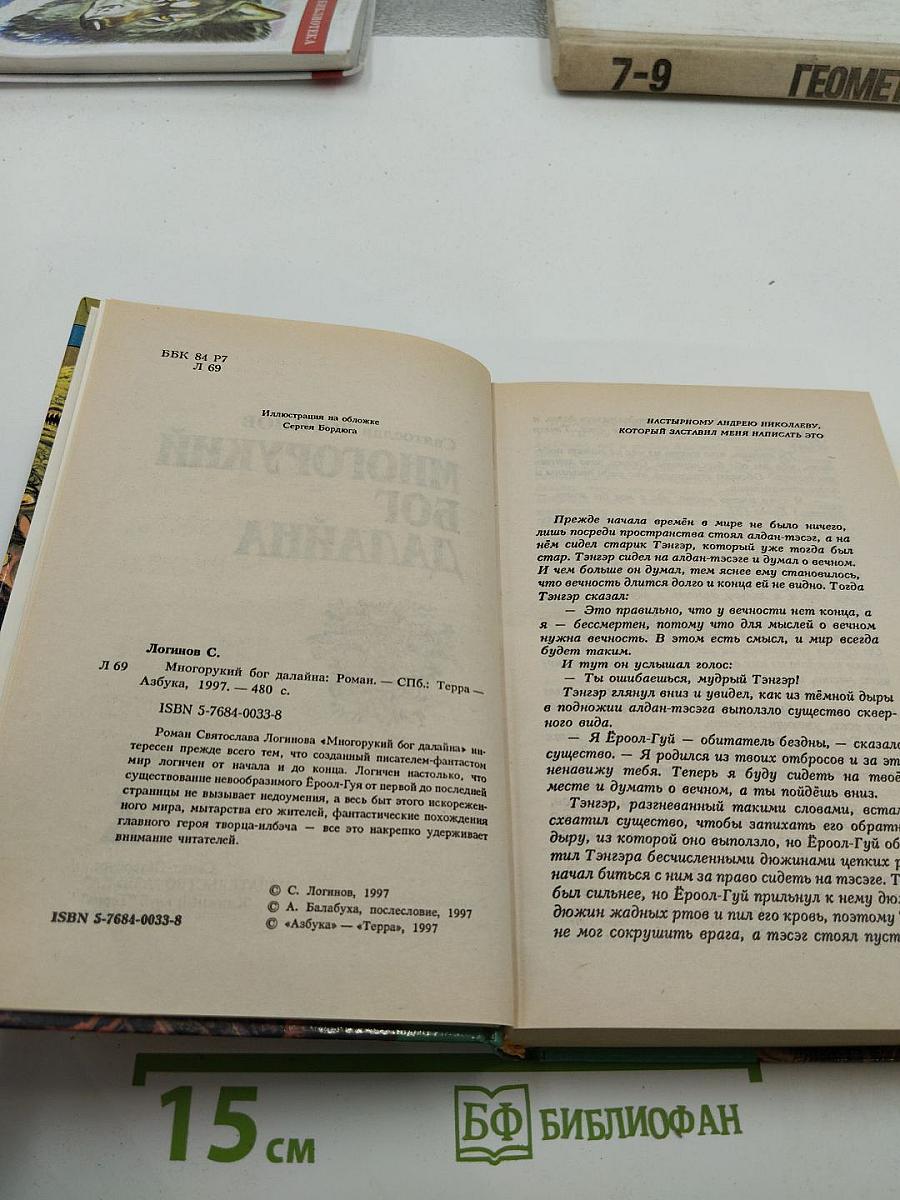 БИБЛИОТЕКА
7-9
ГЕОМЕТ
ББК 84 Р7
Л 69
Иллюстрация на обложке
Сергея Бордюга
МНОГОРУКИЙ
БОГ
ДАЛАЙНА
Логинов С.
Л 69 Многорукий бог далайна: Роман. — СПб.: Терра —
Азбука, 1997. — 480 с.
ISBN 5-7684-0033-8
Роман Святослава Логинова «Многорукий бог далайна» ин-
тересен прежде всего тем, что созданный писателем-фантастом
мир логичен от начала и до конца. Логичен настолько, что
существование невообразимого Ёроол-Гуя от первой до последней
страницы не вызывает недоумения, а весь быт этого искорежен-
ного мира, мытарства его жителей, фантастические похождения
главного героя творца-илбэча — все это накрепко удерживает
внимание читателей.
© С. Логинов, 1997
© А. Балабуха, послесловие, 1997
© «Азбука» — «Терра», 1997
ISBN 5-7684-0033-8
НАСТЫРНОМУ АНДРЕЮ НИКОЛАЕВУ,
КОТОРЫЙ ЗАСТАВИЛ МЕНЯ НАПИСАТЬ ЭТО
Прежде начала времён в мире не было ничего,
лишь посреди пространства стоял алдан-тэсэг, а на
нём сидел старик Тэнгэр, который уже тогда был
стар. Тэнгэр сидел на алдан-тэсэге и думал о вечном.
И чем больше он думал, тем яснее ему становилось,
что вечность длится долго и конца ей не видно. Тогда
Тэнгэр сказал:
— Это правильно, что у вечности нет конца, а
я — бессмертен, потому что для мыслей о вечном
нужна вечность. В этом есть смысл, и мир всегда
будет таким.
И тут он услышал голос:
— Ты ошибаешься, мудрый Тэнгэр!
Тэнгэр глянул вниз и увидел, как из тёмной дыры
в подножии алдан-тэсэга выползло существо сквер-
ного вида.
— Я Ёроол-Гуй — обитатель бездны, — сказало
существо. — Я родился из твоих отбросов и за эт
ненавижу тебя. Теперь я буду сидеть на твоё
месте и думать о вечном, а ты пойдёшь вниз.
Тэнгэр, разгневанный такими словами, встал
схватил существо, чтобы запихать его обратн
дыру, из которой оно выползло, но Ёроол-Гуй об
тил Тэнгэра бесчисленными дюжинами цепких р
начал биться с ним за право сидеть на тэсэге. Т
был сильнее, но Ёроол-Гуй прильнул к нему дюж
дюжин жадных ртов и пил его кровь, поэтому
не мог сокрушить врага, а тэсэг стоял пуст
15 см
БФ БИБЛИОФАН